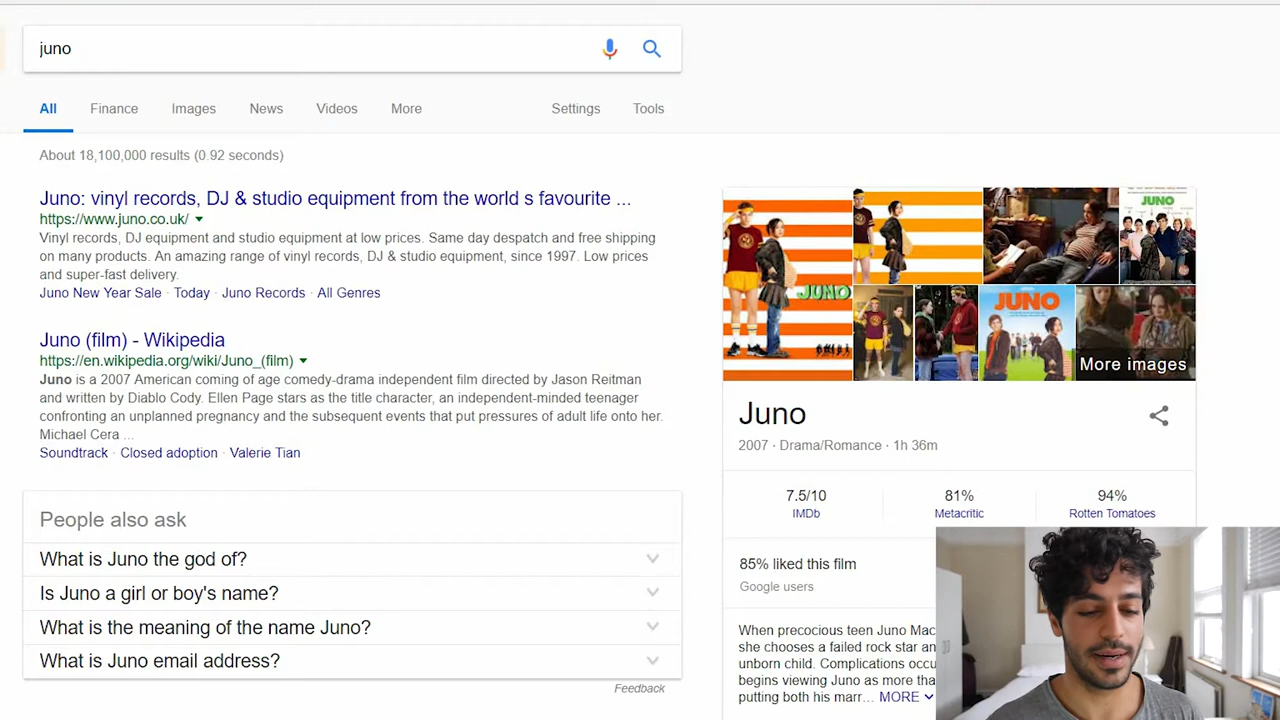 juno
All Finance Images News Videos More Settings Tools
About 18,100,000 results (0.92 seconds)
Juno: vinyl records, DJ & studio equipment from the world s favourite ...
https://www.juno.co.uk/
Vinyl records, DJ equipment and studio equipment at low prices. Same day despatch and free shipping
on many products. An amazing range of vinyl records, DJ & studio equipment, since 1997. Low prices
and super-fast delivery.
Juno New Year Sale · Today · Juno Records · All Genres
Juno (film) - Wikipedia
https://en.wikipedia.org/wiki/Juno_(film)
Juno is a 2007 American coming of age comedy-drama independent film directed by Jason Reitman
and written by Diablo Cody. Ellen Page stars as the title character, an independent-minded teenager
confronting an unplanned pregnancy and the subsequent events that put pressures of adult life onto her.
Michael Cera ...
Soundtrack · Closed adoption · Valerie Tian
People also ask
What is Juno the god of?
Is Juno a girl or boy's name?
What is the meaning of the name Juno?
What is Juno email address?
Feedback
JUNO
JUNO
JUNO
More images
Juno
2007 · Drama/Romance · 1h 36m
7.5/10 81% 94%
IMDb Metacritic Rotten Tomatoes
85% liked this film
Google users
When precocious teen Juno Mac
she chooses a failed rock star an
unborn child. Complications occu
begins viewing Juno as more tha
putting both his marr... MORE